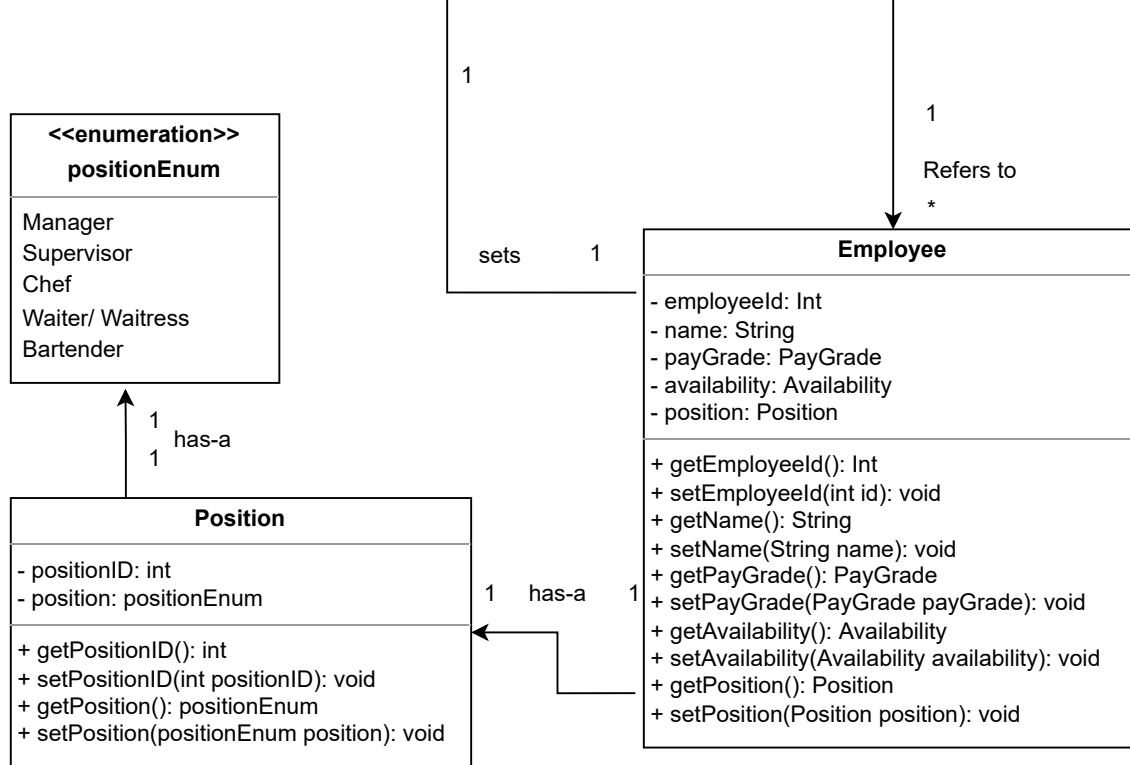 1
1
Refers to
*
<<enumeration>>
positionEnum
Manager
Supervisor
Chef
Waiter/ Waitress
Bartender
sets
1
Employee
- employeeId: Int
- name: String
- payGrade: PayGrade
- availability: Availability
- position: Position
+ getEmployeeId(): Int
+ setEmployeeId(int id): void
+ getName(): String
+ setName(String name): void
+ getPayGrade(): PayGrade
+ setPayGrade(PayGrade payGrade): void
+ getAvailability(): Availability
+ setAvailability(Availability availability): void
+ getPosition(): Position
+ setPosition(Position position): void
1
has-a
1
Position
- positionID: int
- position: positionEnum
+ getPositionID(): int
+ setPositionID(int positionID): void
+ getPosition(): positionEnum
+ setPosition(positionEnum position): void
1
has-a
1